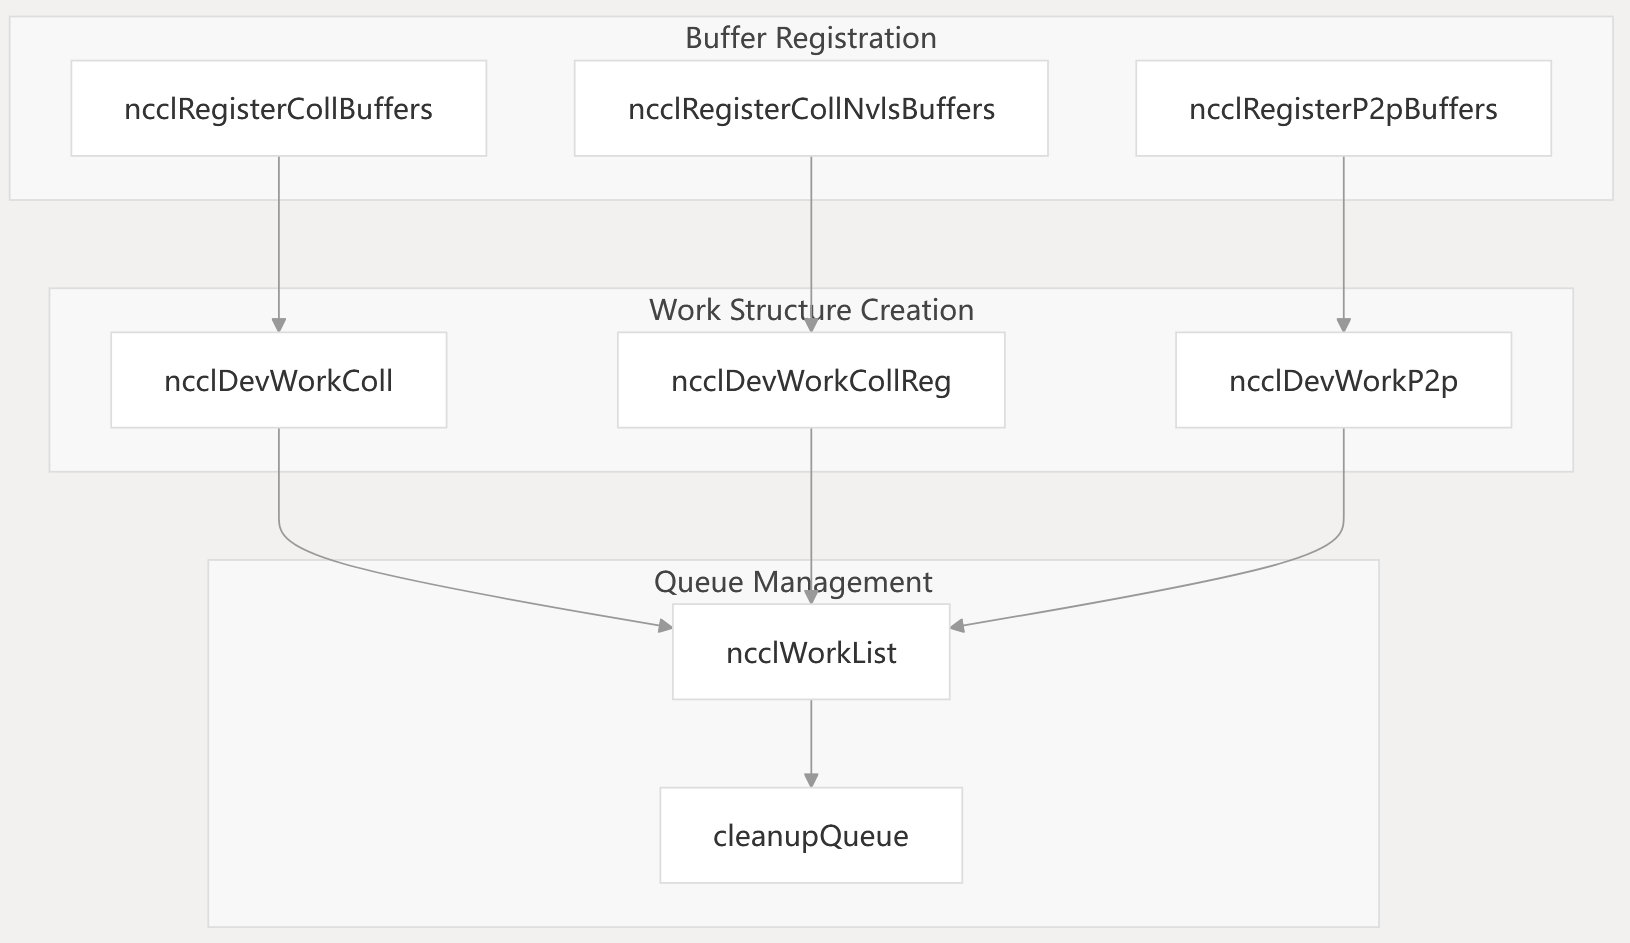 Buffer Registration
ncclRegisterCollBuffers
ncclRegisterCollNvlsBuffers
ncclRegisterP2pBuffers
Work Structure Creation
ncclDevWorkColl
ncclDevWorkCollReg
ncclDevWorkP2p
Queue Management
ncclWorkList
cleanupQueue